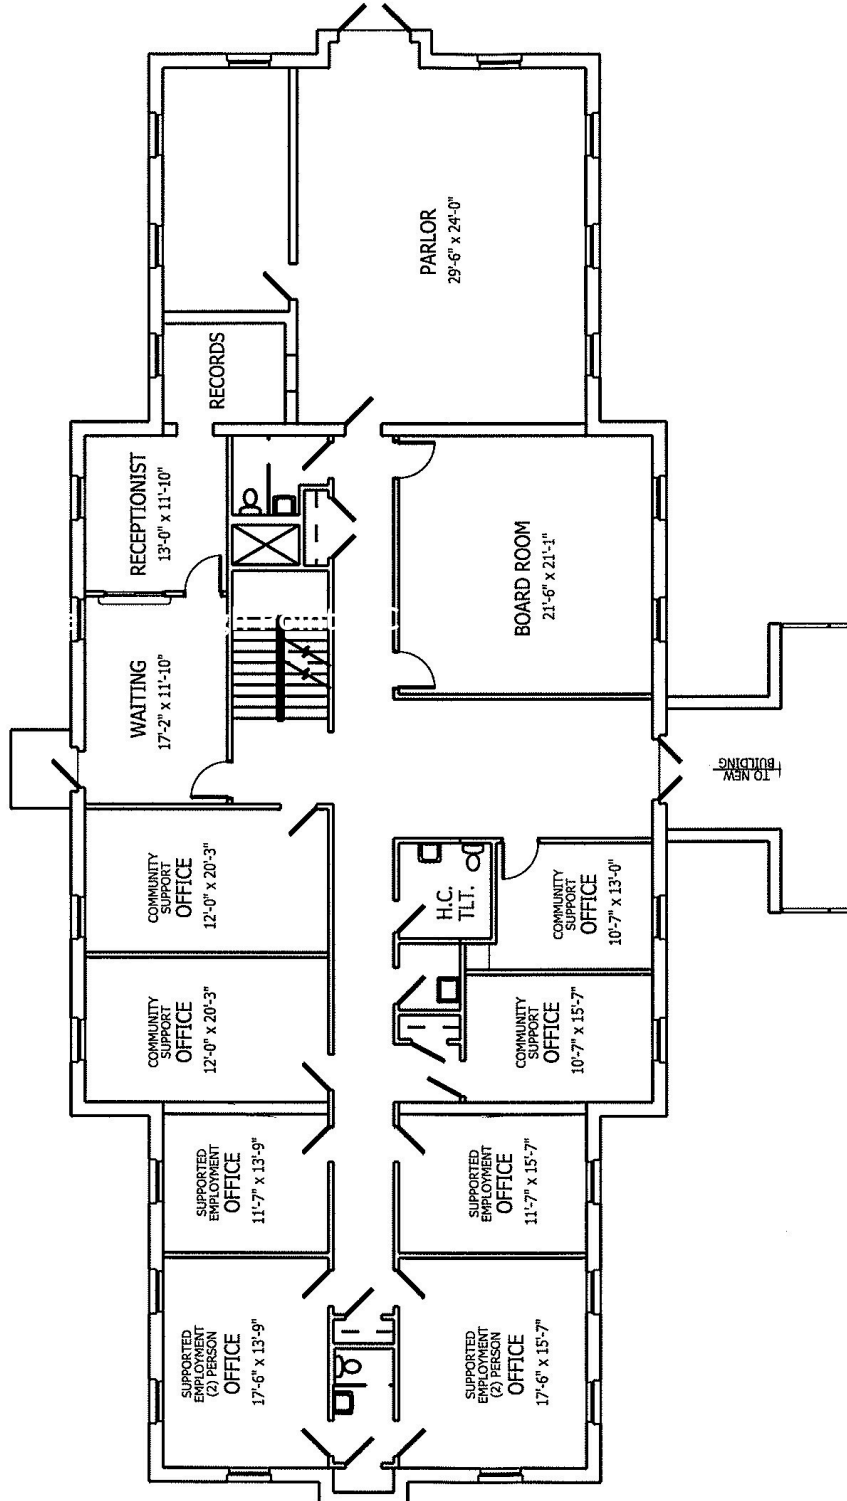 PARLOR
29'-6" x 24'-0"
RECORDS
RECEPTIONIST
13'-0" x 11'-10"
BOARD ROOM
21'-6" x 21'-1"
WAITING
17'-2" x 11'-10"
TO NEW
BUILDING
COMMUNITY
SUPPORT
OFFICE
12'-0" x 20'-3"
H.C.
TLT.
COMMUNITY
SUPPORT
OFFICE
10'-7" x 13'-0"
COMMUNITY
SUPPORT
OFFICE
12'-0" x 20'-3"
COMMUNITY
SUPPORT
OFFICE
10'-7" x 15'-7"
SUPPORTED
EMPLOYMENT
OFFICE
11'-7" x 13'-9"
SUPPORTED
EMPLOYMENT
OFFICE
11'-7" x 15'-7"
SUPPORTED
EMPLOYMENT
(2) PERSON
OFFICE
17'-6" x 13'-9"
SUPPORTED
EMPLOYMENT
(2) PERSON
OFFICE
17'-6" x 15'-7"